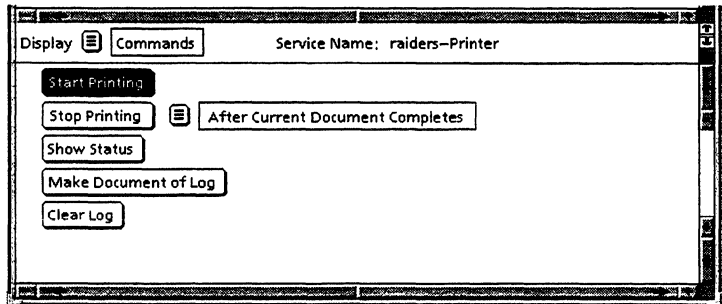 Display Commands Service Name: raiders-Printer
Start Printing
Stop Printing After Current Document Completes
Show Status
Make Document of Log
Clear Log